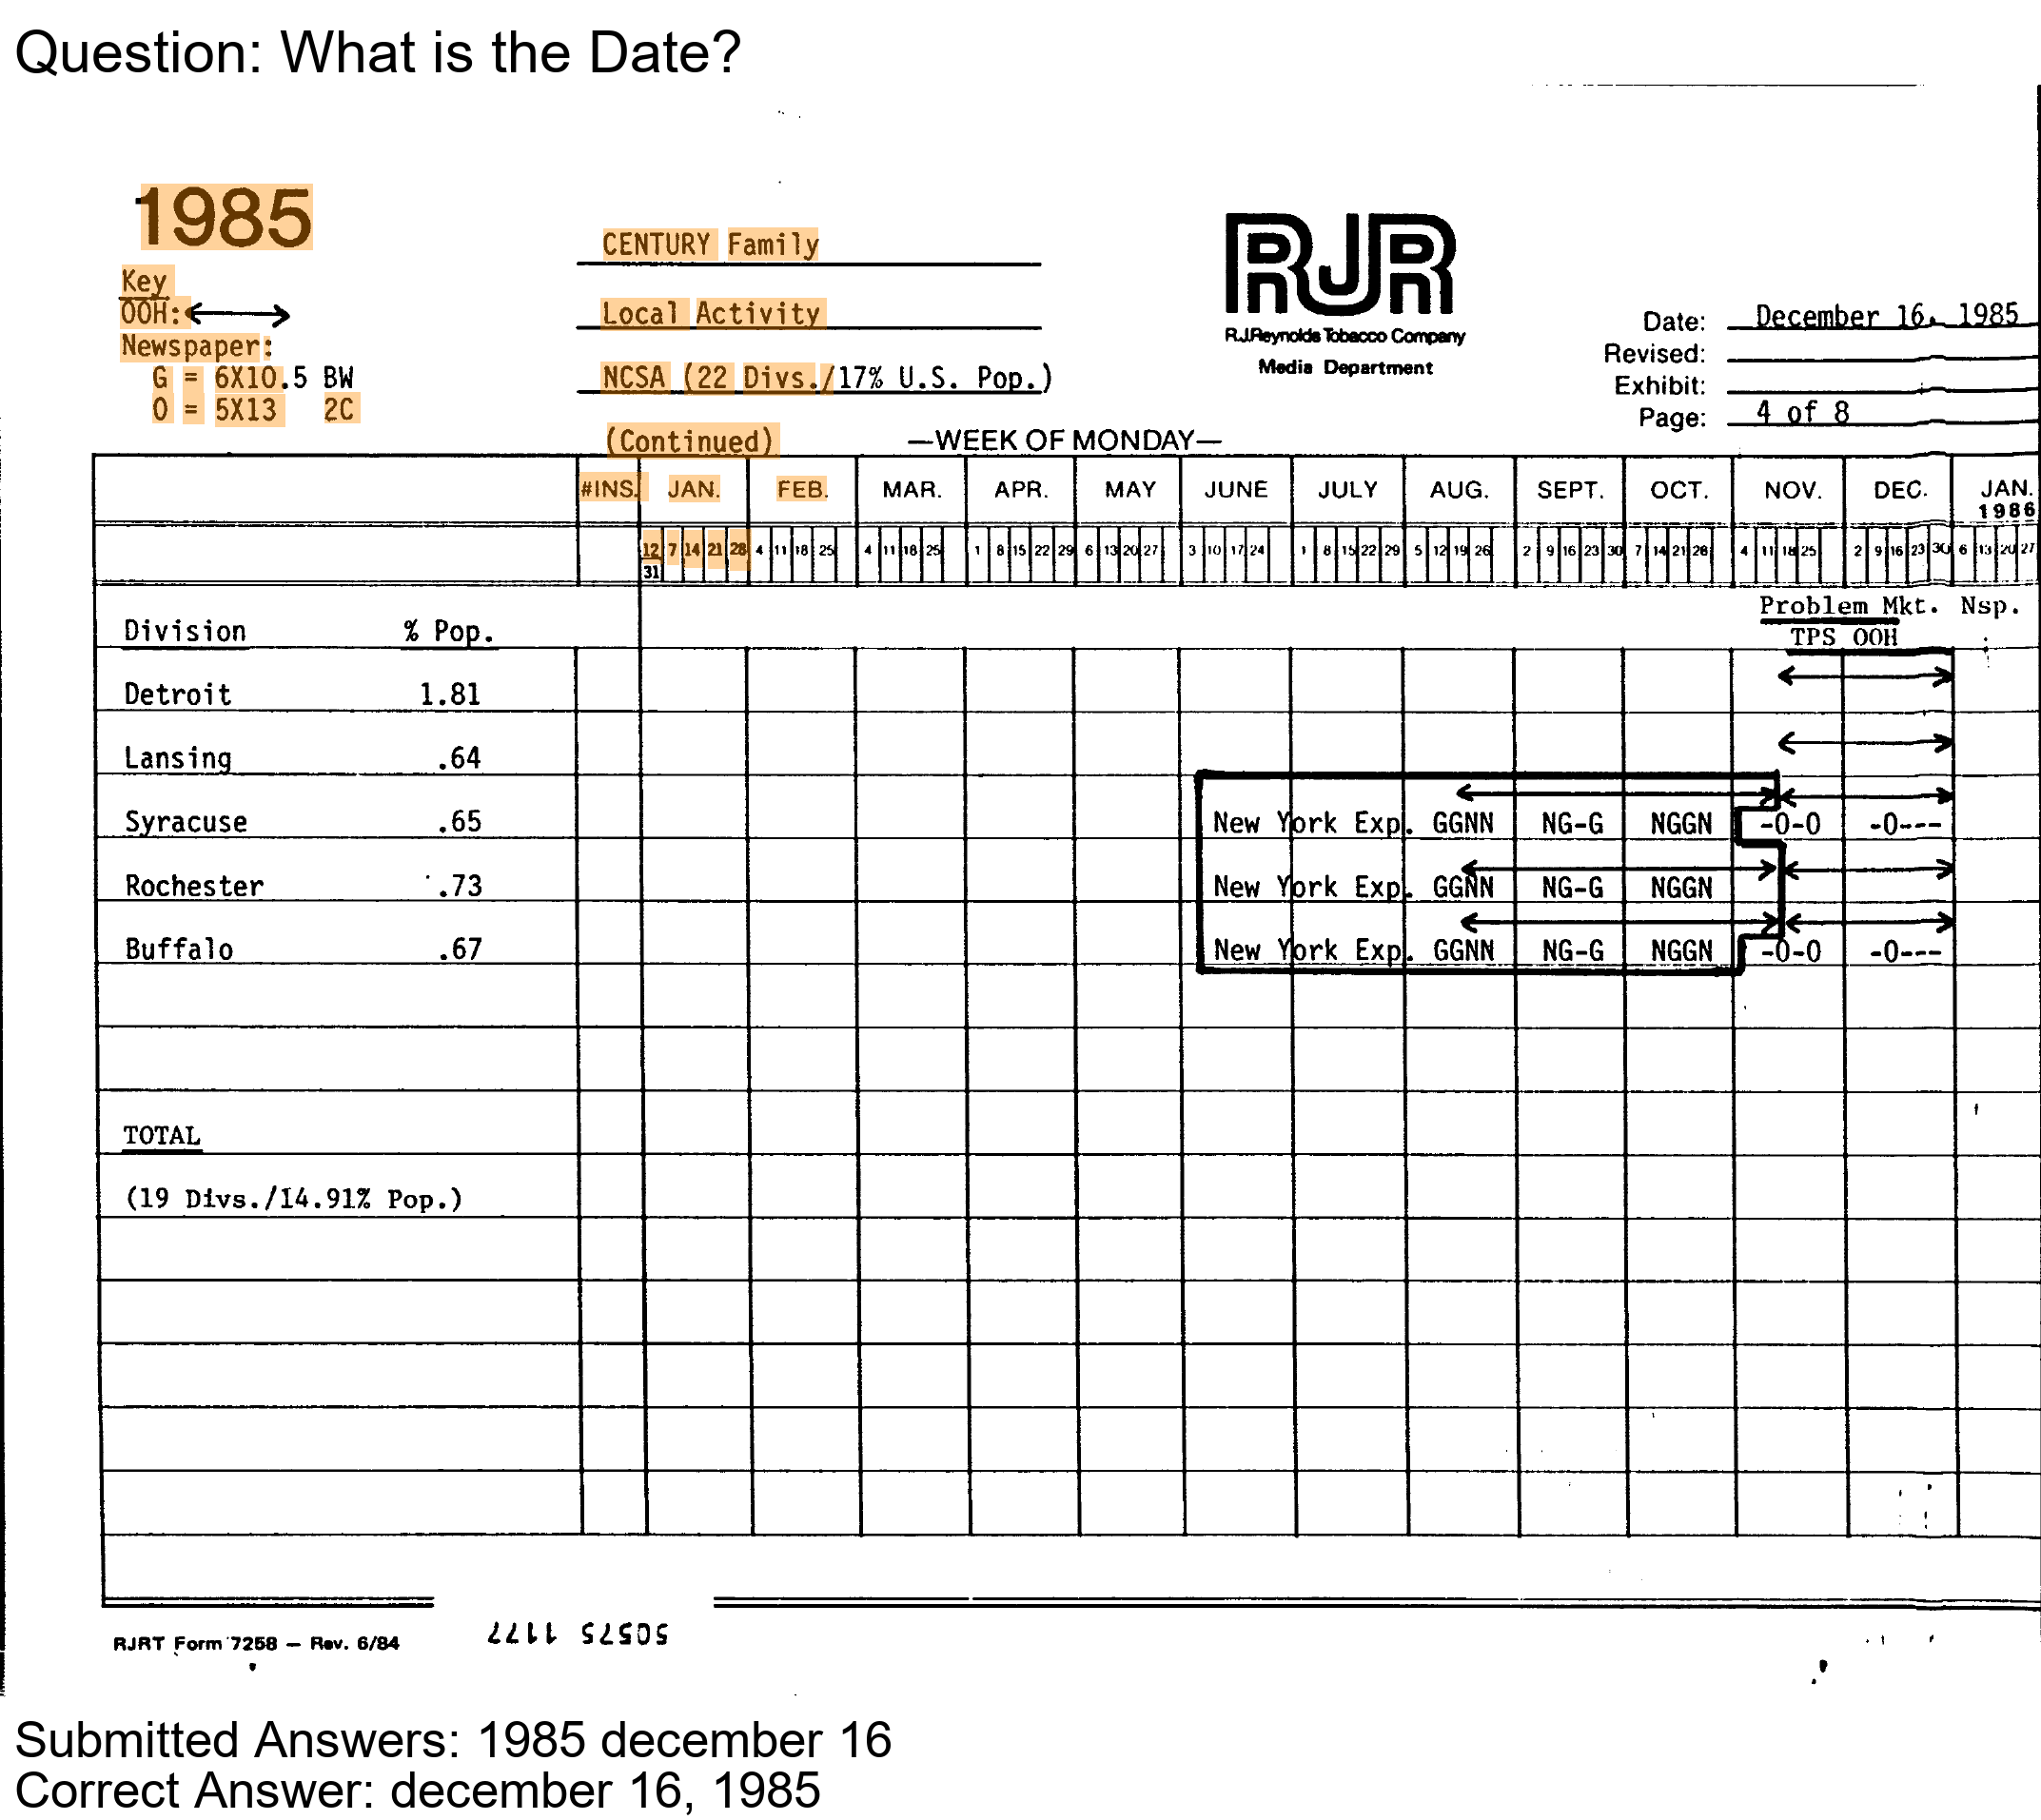 Question: What is the Date?
1985
Key
OOH:
Newspaper:
G = 6X10.5 BW
O = 5X13 2C
CENTURY Family
Local Activity
NCSA (22 Divs./17% U.S. Pop.)
(Continued)
RJR
R.J.Reynolds Tobacco Company
Media Department
Date: December 16, 1985
Revised:
Exhibit:
Page: 4 of 8
—WEEK OF MONDAY—
#INS. JAN. FEB. MAR. APR. MAY JUNE JULY AUG. SEPT. OCT. NOV. DEC. JAN. 1986
12 31 7 14 21 28 4 11 18 25 4 11 18 25 1 8 15 22 29 6 13 20 27 3 10 17 24 1 8 15 22 29 5 12 19 26 2 9 16 23 30 7 14 21 28 4 11 18 25 2 9 16 23 30 6 13 20 27
Problem Mkt. Nsp.
Division % Pop. TPS OOH
Detroit 1.81
Lansing .64
Syracuse .65 New York Exp. GGNN NG-G NGGN -0-0 -0---
Rochester .73 New York Exp. GGNN NG-G NGGN
Buffalo .67 New York Exp. GGNN NG-G NGGN -0-0 -0---
TOTAL
(19 Divs./14.91% Pop.)
RJRT Form 7258 — Rev. 6/84
50575 1177
Submitted Answers: 1985 december 16
Correct Answer: december 16, 1985